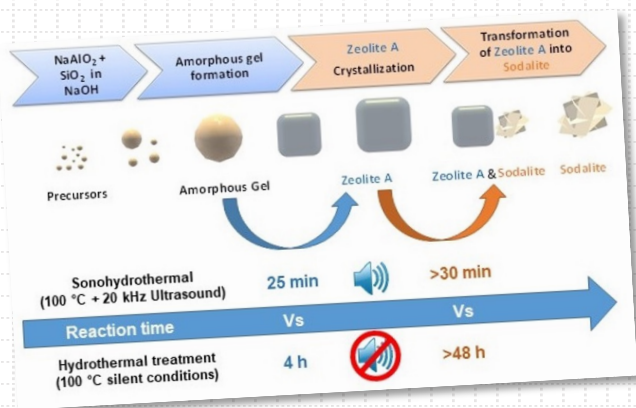 NaAlO₂ +
SiO₂ in
NaOH
Amorphous gel
formation
Zeolite A
Crystallization
Transformation
of Zeolite A into
Sodalite
Precursors
Amorphous Gel
Zeolite A
Zeolite A & Sodalite
Sodalite
Sonohydrothermal
(100 °C + 20 kHz Ultrasound)
25 min
>30 min
Reaction time
Vs
Vs
Hydrothermal treatment
(100 °C silent conditions)
4 h
>48 h